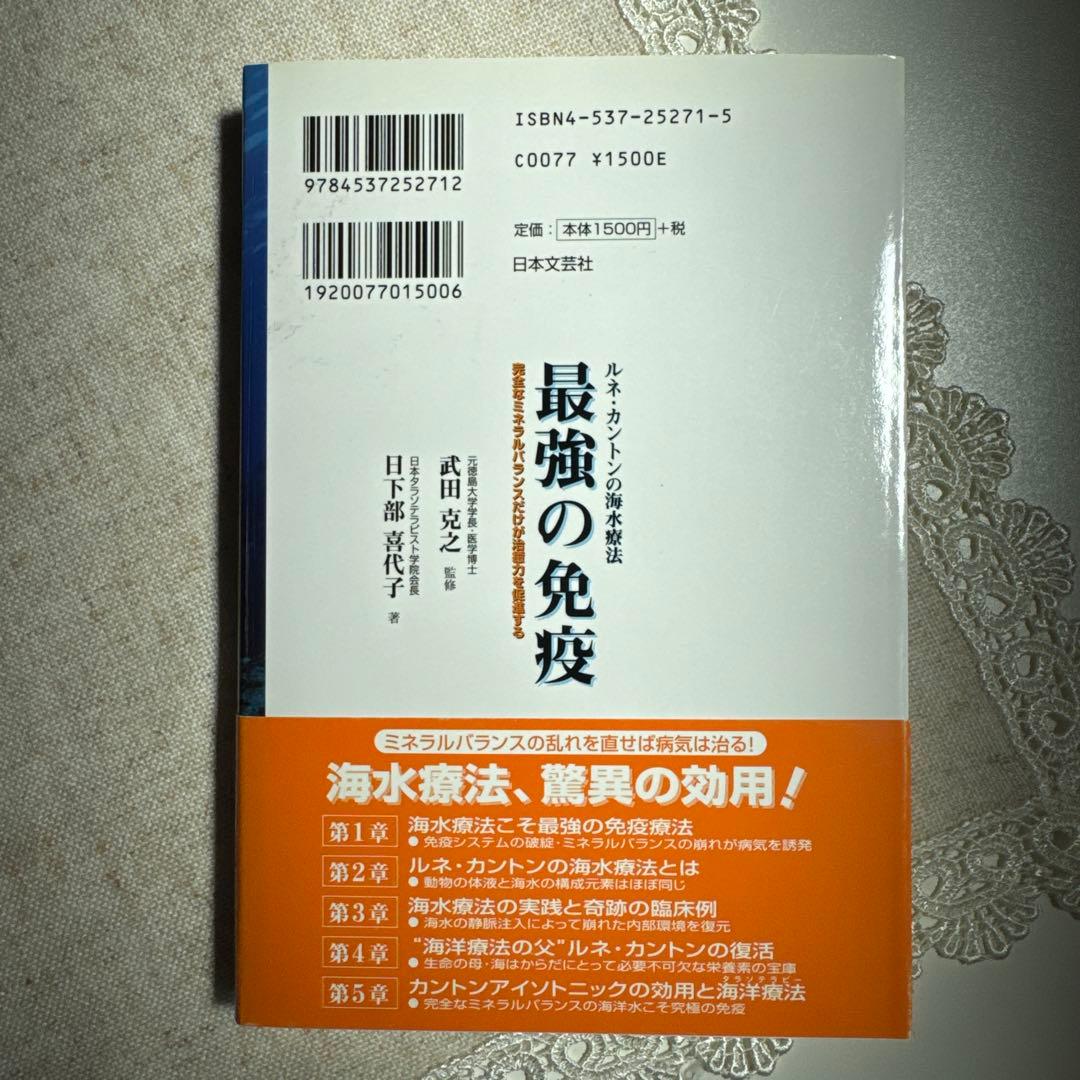 ISBN4-537-25271-5
C0077 ¥1500E
9784537252712
定価：本体1500円+税
日本文芸社
1920077015006
ルネ・カントンの海水療法
最強の免疫
完全なミネラルバランスだけが治癒力を促進する
元徳島大学学長・医学博士
武田 克之 監修
日本タラソテラピスト学院会長
日下部 喜代子 著
ミネラルバランスの乱れを直せば病気は治る!
海水療法、驚異の効用!
第1章 海水療法こそ最強の免疫療法
●免疫システムの破綻・ミネラルバランスの崩れが病気を誘発
第2章 ルネ・カントンの海水療法とは
●動物の体液と海水の構成元素はほぼ同じ
第3章 海水療法の実践と奇跡の臨床例
●海水の静脈注入によって崩れた内部環境を復元
第4章 “海洋療法の父”ルネ・カントンの復活
●生命の母・海はからだにとって必要不可欠な栄養素の宝庫
タラソテラピー
第5章 カントンアイソトニックの効用と海洋療法
●完全なミネラルバランスの海洋水こそ究極の免疫